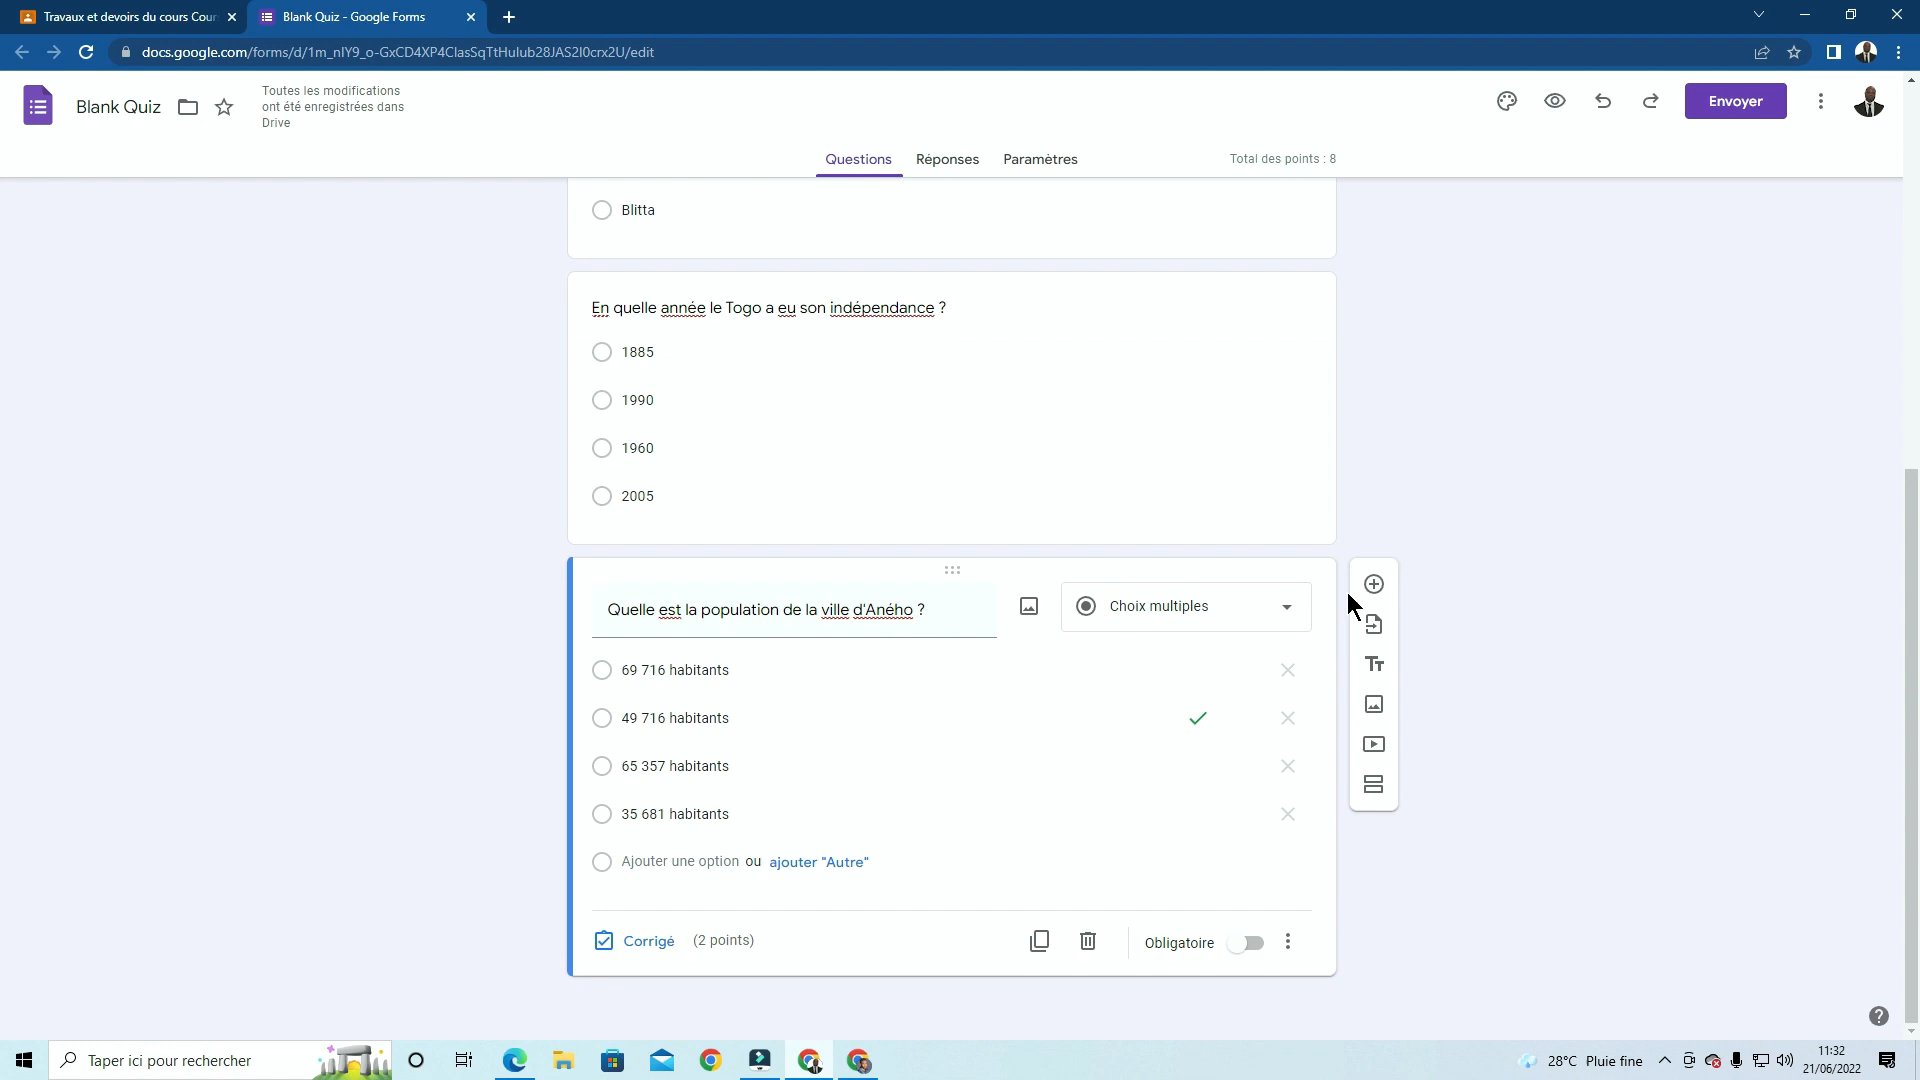 Travaux et devoirs du cours Cour
Blank Quiz - Google Forms
docs.google.com/forms/d/1m_nIY9_o-GxCD4XP4ClasSqTtHulub28JAS2I0crx2U/edit
Blank Quiz
Toutes les modifications
ont été enregistrées dans
Drive
Envoyer
Questions
Réponses
Paramètres
Total des points : 8
Blitta
En quelle année le Togo a eu son indépendance ?
1885
1990
1960
2005
Quelle est la population de la ville d'Aného ?
Choix multiples
69 716 habitants
49 716 habitants
65 357 habitants
35 681 habitants
Ajouter une option ou ajouter "Autre"
Corrigé (2 points)
Obligatoire
Taper ici pour rechercher
28°C Pluie fine
11:32
21/06/2022